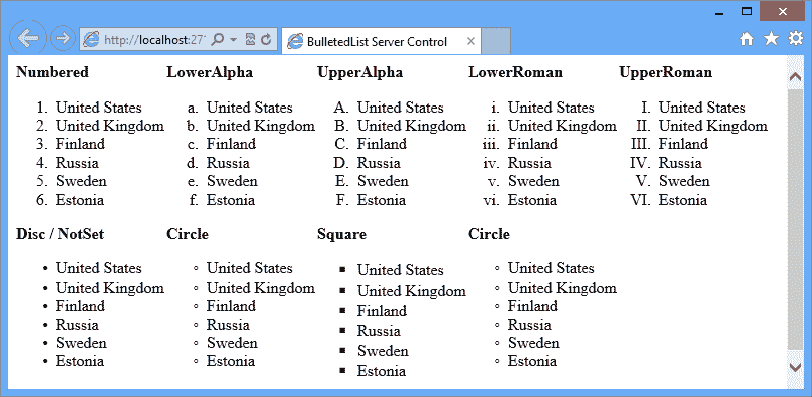 http://localhost:27
BulletedList Server Control
Numbered LowerAlpha UpperAlpha LowerRoman UpperRoman
1. United States a. United States A. United States i. United States I. United States
2. United Kingdom b. United Kingdom B. United Kingdom ii. United Kingdom II. United Kingdom
3. Finland c. Finland C. Finland iii. Finland III. Finland
4. Russia d. Russia D. Russia iv. Russia IV. Russia
5. Sweden e. Sweden E. Sweden v. Sweden V. Sweden
6. Estonia f. Estonia F. Estonia vi. Estonia VI. Estonia
Disc / NotSet Circle Square Circle
• United States ◦ United States ▪ United States ◦ United States
• United Kingdom ◦ United Kingdom ▪ United Kingdom ◦ United Kingdom
• Finland ◦ Finland ▪ Finland ◦ Finland
• Russia ◦ Russia ▪ Russia ◦ Russia
• Sweden ◦ Sweden ▪ Sweden ◦ Sweden
• Estonia ◦ Estonia ▪ Estonia ◦ Estonia